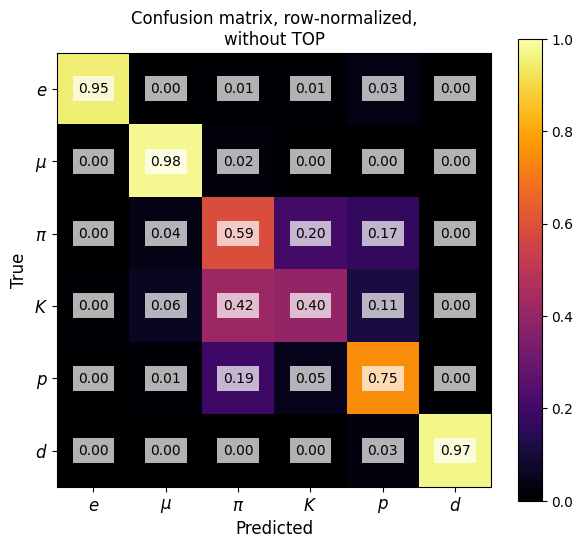 Confusion matrix, row-normalized,
without TOP
True
e 0.95 0.00 0.01 0.01 0.03 0.00
μ 0.00 0.98 0.02 0.00 0.00 0.00
π 0.00 0.04 0.59 0.20 0.17 0.00
K 0.00 0.06 0.42 0.40 0.11 0.00
p 0.00 0.01 0.19 0.05 0.75 0.00
d 0.00 0.00 0.00 0.00 0.03 0.97
e μ π K p d
Predicted
1.0
0.8
0.6
0.4
0.2
0.0